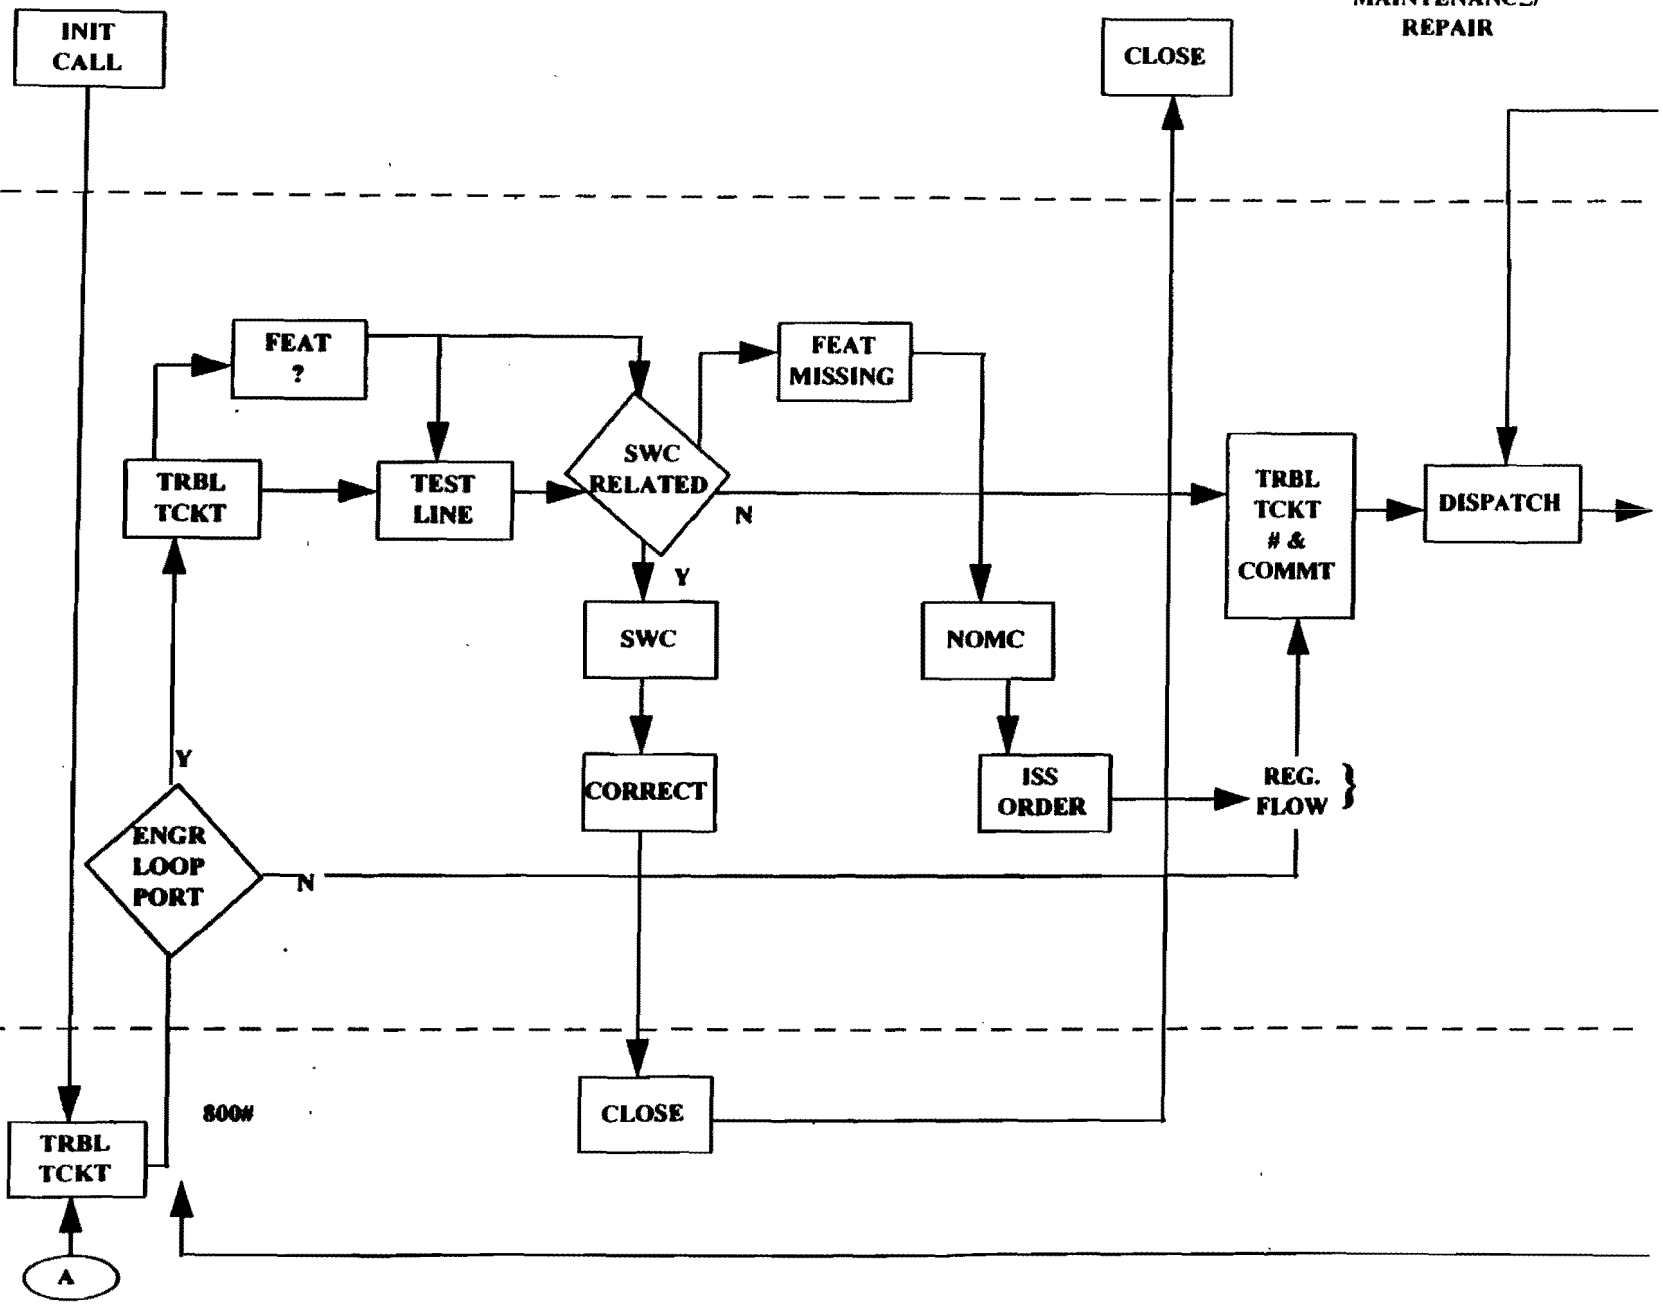 MAINTENANCE/
REPAIR
INIT
CALL
CLOSE
FEAT
?
FEAT
MISSING
TRBL
TCKT
TEST
LINE
SWC
RELATED
N
Y
TRBL
TCKT
# &
COMMT
DISPATCH
SWC
NOMC
CORRECT
ISS
ORDER
REG.
FLOW }
Y
ENGR
LOOP
PORT
N
800#
CLOSE
TRBL
TCKT
A